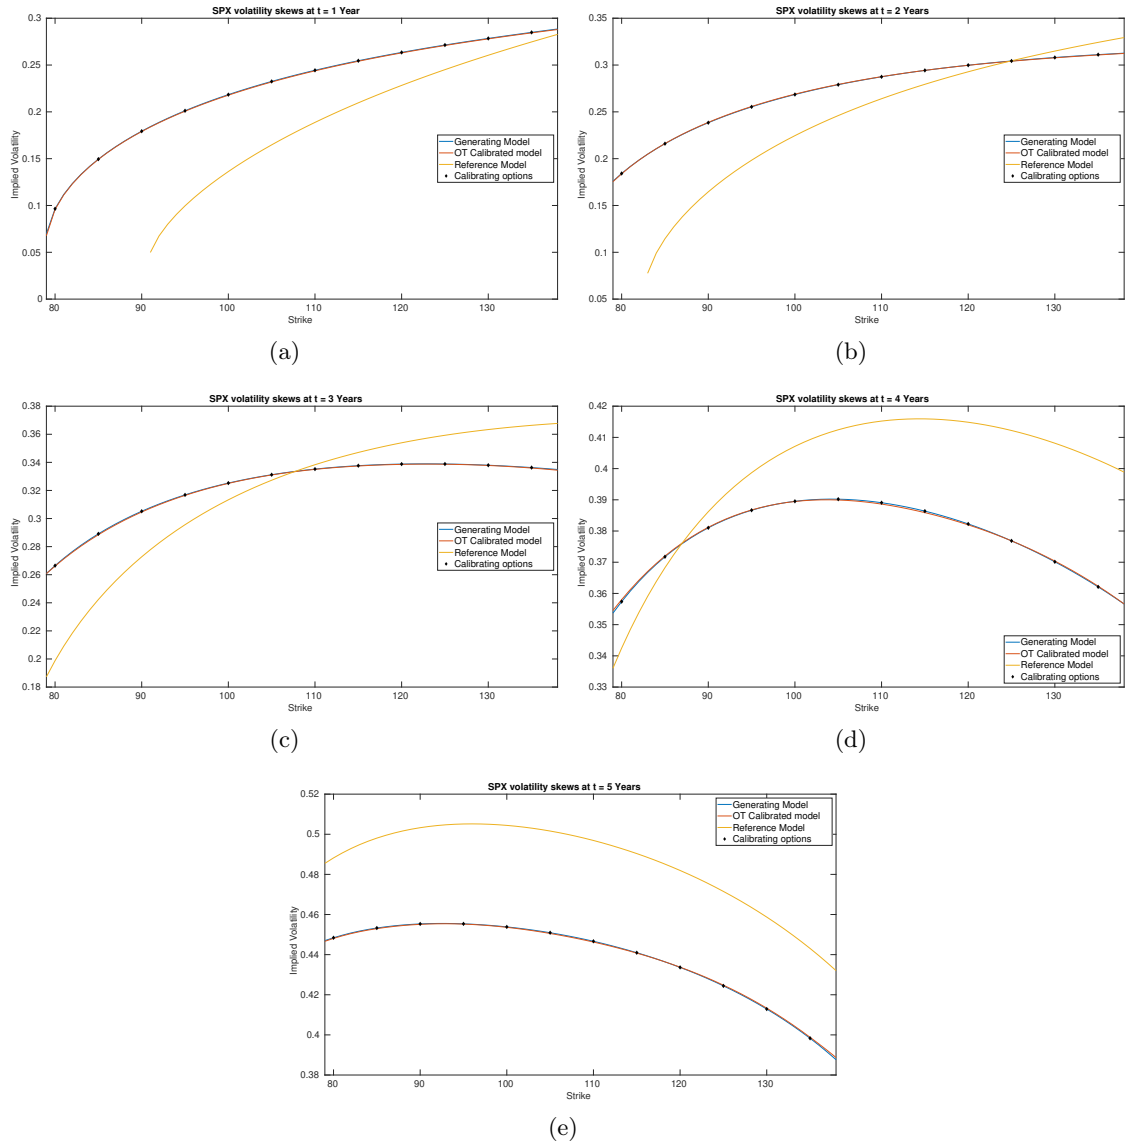 SPX volatility skews at t = 1 Year
0.3
0.25
0.2
0.15
0.1
0.05
0
Implied Volatility
80 90 100 110 120 130
Strike
Generating Model
OT Calibrated model
Reference Model
Calibrating options
(a)
SPX volatility skews at t = 2 Years
0.35
0.3
0.25
0.2
0.15
0.1
0.05
Implied Volatility
80 90 100 110 120 130
Strike
Generating Model
OT Calibrated model
Reference Model
Calibrating options
(b)
SPX volatility skews at t = 3 Years
0.38
0.36
0.34
0.32
0.3
0.28
0.26
0.24
0.22
0.2
0.18
Implied Volatility
80 90 100 110 120 130
Strike
Generating Model
OT Calibrated model
Reference Model
Calibrating options
(c)
SPX volatility skews at t = 4 Years
0.42
0.41
0.4
0.39
0.38
0.37
0.36
0.35
0.34
0.33
Implied Volatility
80 90 100 110 120 130
Strike
Generating Model
OT Calibrated model
Reference Model
Calibrating options
(d)
SPX volatility skews at t = 5 Years
0.52
0.5
0.48
0.46
0.44
0.42
0.4
0.38
Implied Volatility
80 90 100 110 120 130
Strike
Generating Model
OT Calibrated model
Reference Model
Calibrating options
(e)